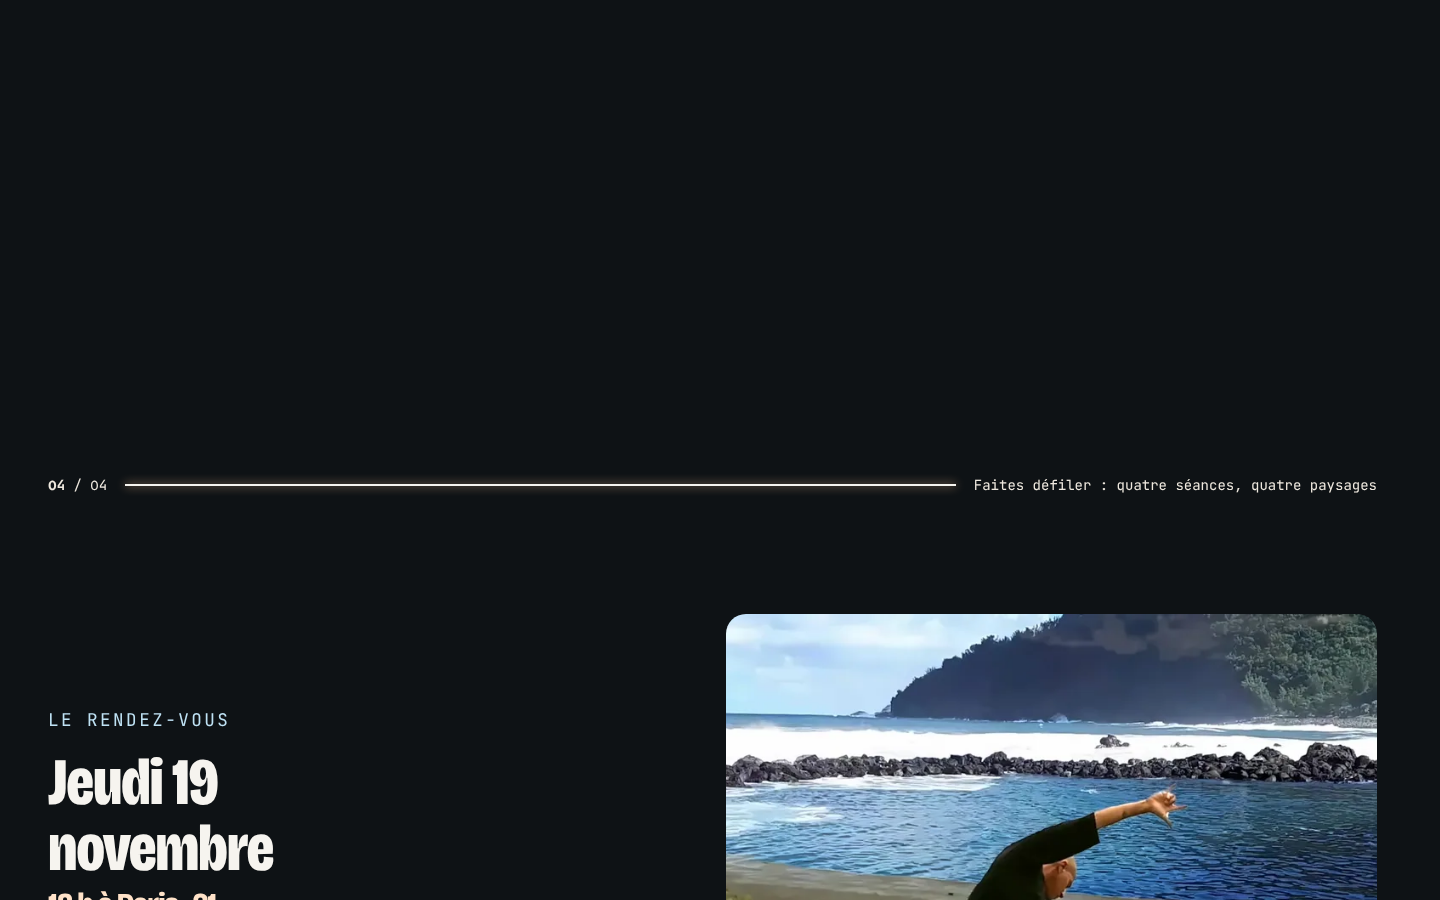 04 / 04
Faites défiler : quatre séances, quatre paysages
LE RENDEZ-VOUS
Jeudi 19
novembre